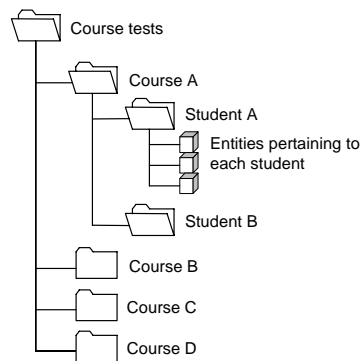 Course tests
Course A
Student A
Entities pertaining to
each student
Student B
Course B
Course C
Course D